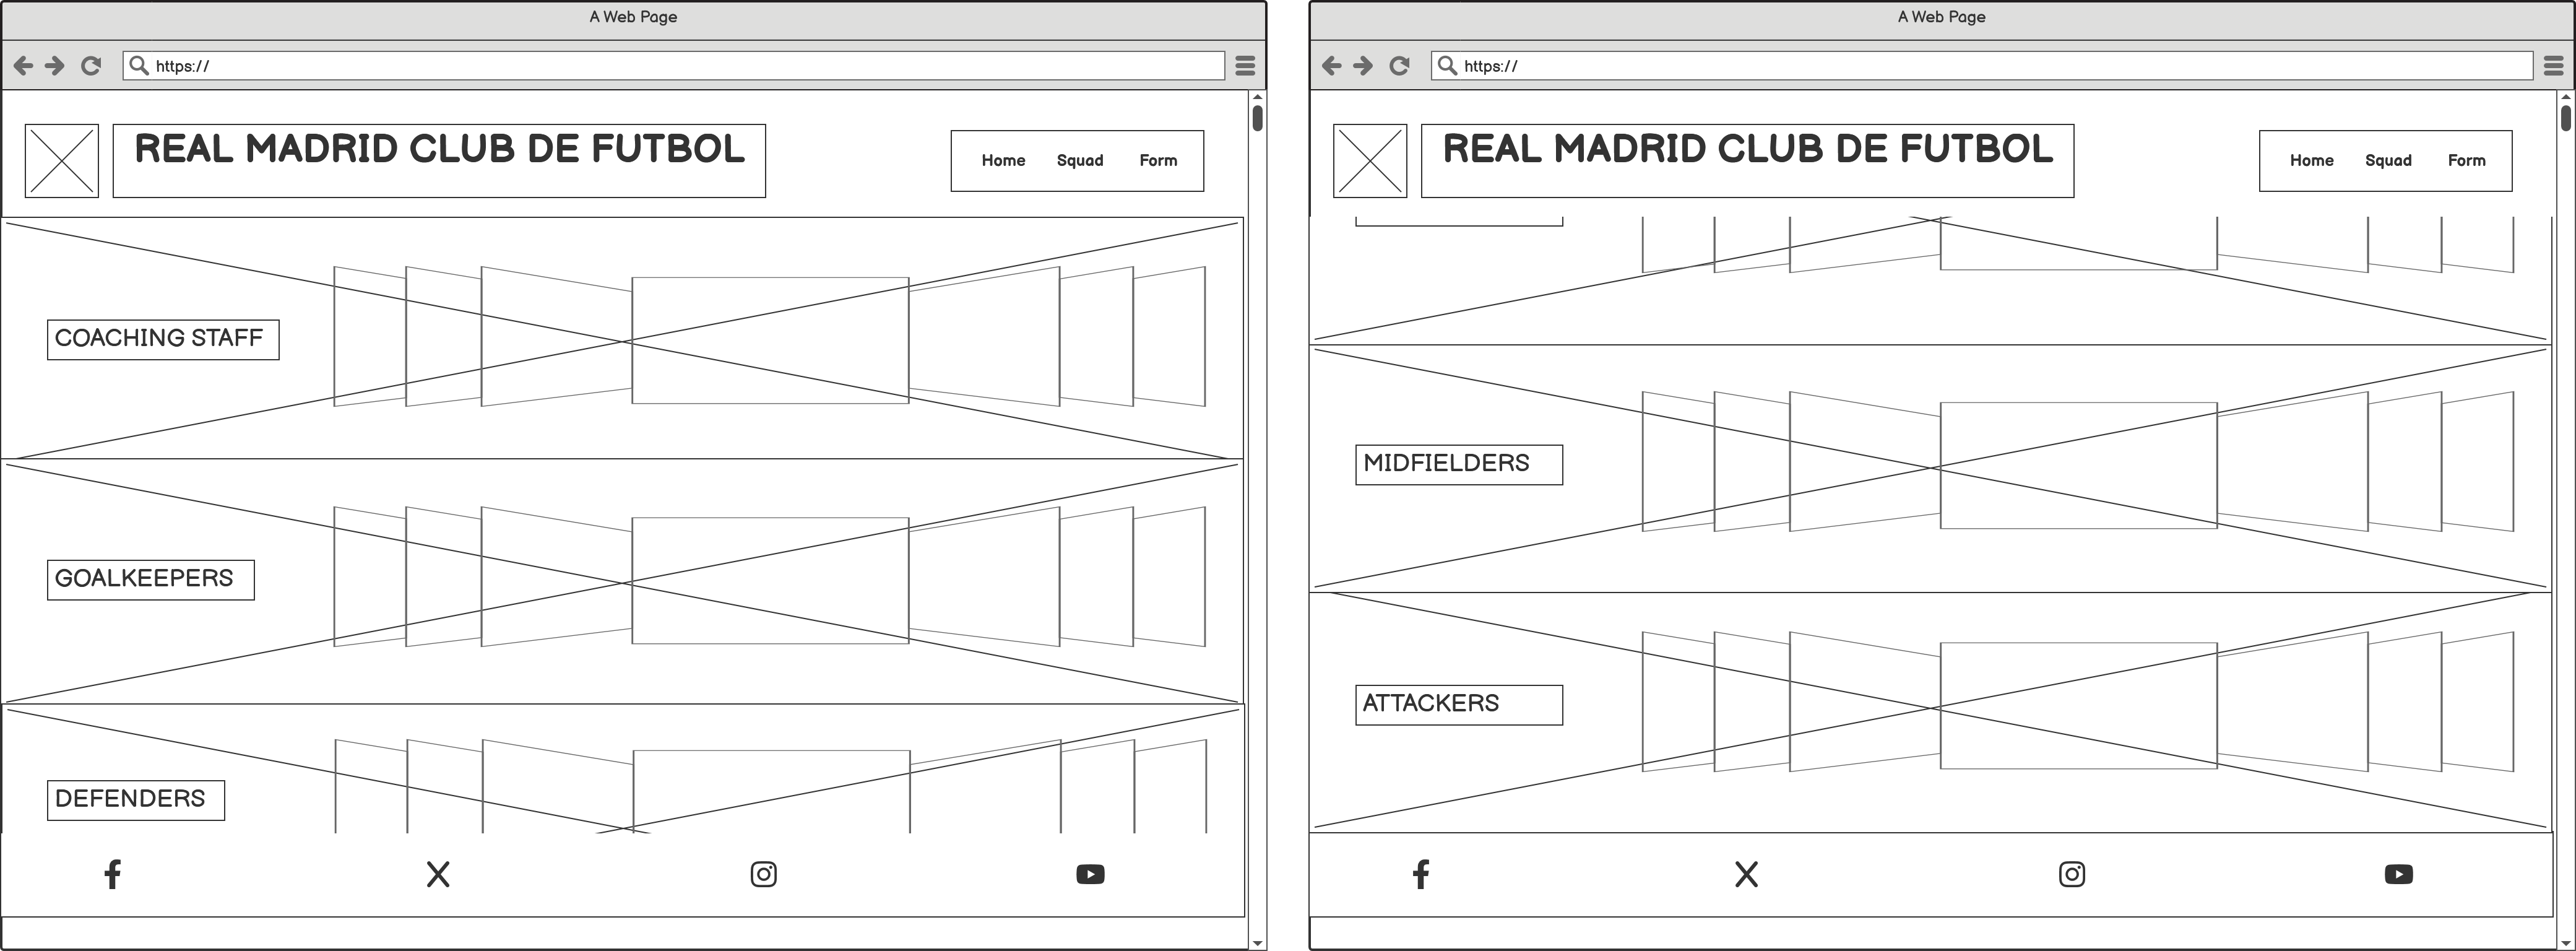 A Web Page
https://
REAL MADRID CLUB DE FUTBOL
Home Squad Form
COACHING STAFF
GOALKEEPERS
DEFENDERS
A Web Page
https://
REAL MADRID CLUB DE FUTBOL
Home Squad Form
MIDFIELDERS
ATTACKERS